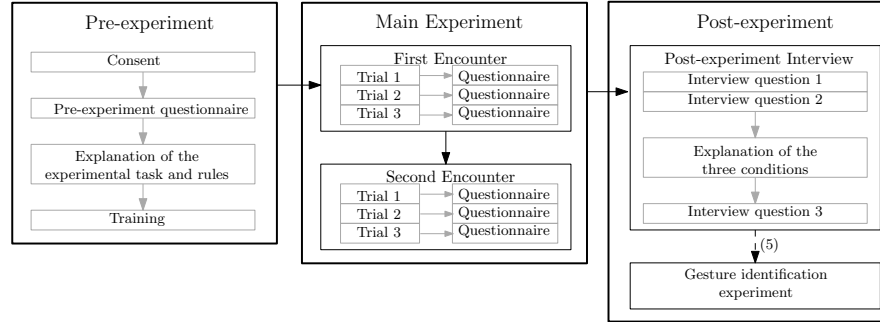 Pre-experiment
Consent
Pre-experiment questionnaire
Explanation of the
experimental task and rules
Training
Main Experiment
First Encounter
Trial 1 Questionnaire
Trial 2 Questionnaire
Trial 3 Questionnaire
Second Encounter
Trial 1 Questionnaire
Trial 2 Questionnaire
Trial 3 Questionnaire
Post-experiment
Post-experiment Interview
Interview question 1
Interview question 2
Explanation of the
three conditions
Interview question 3
(5)
Gesture identification
experiment